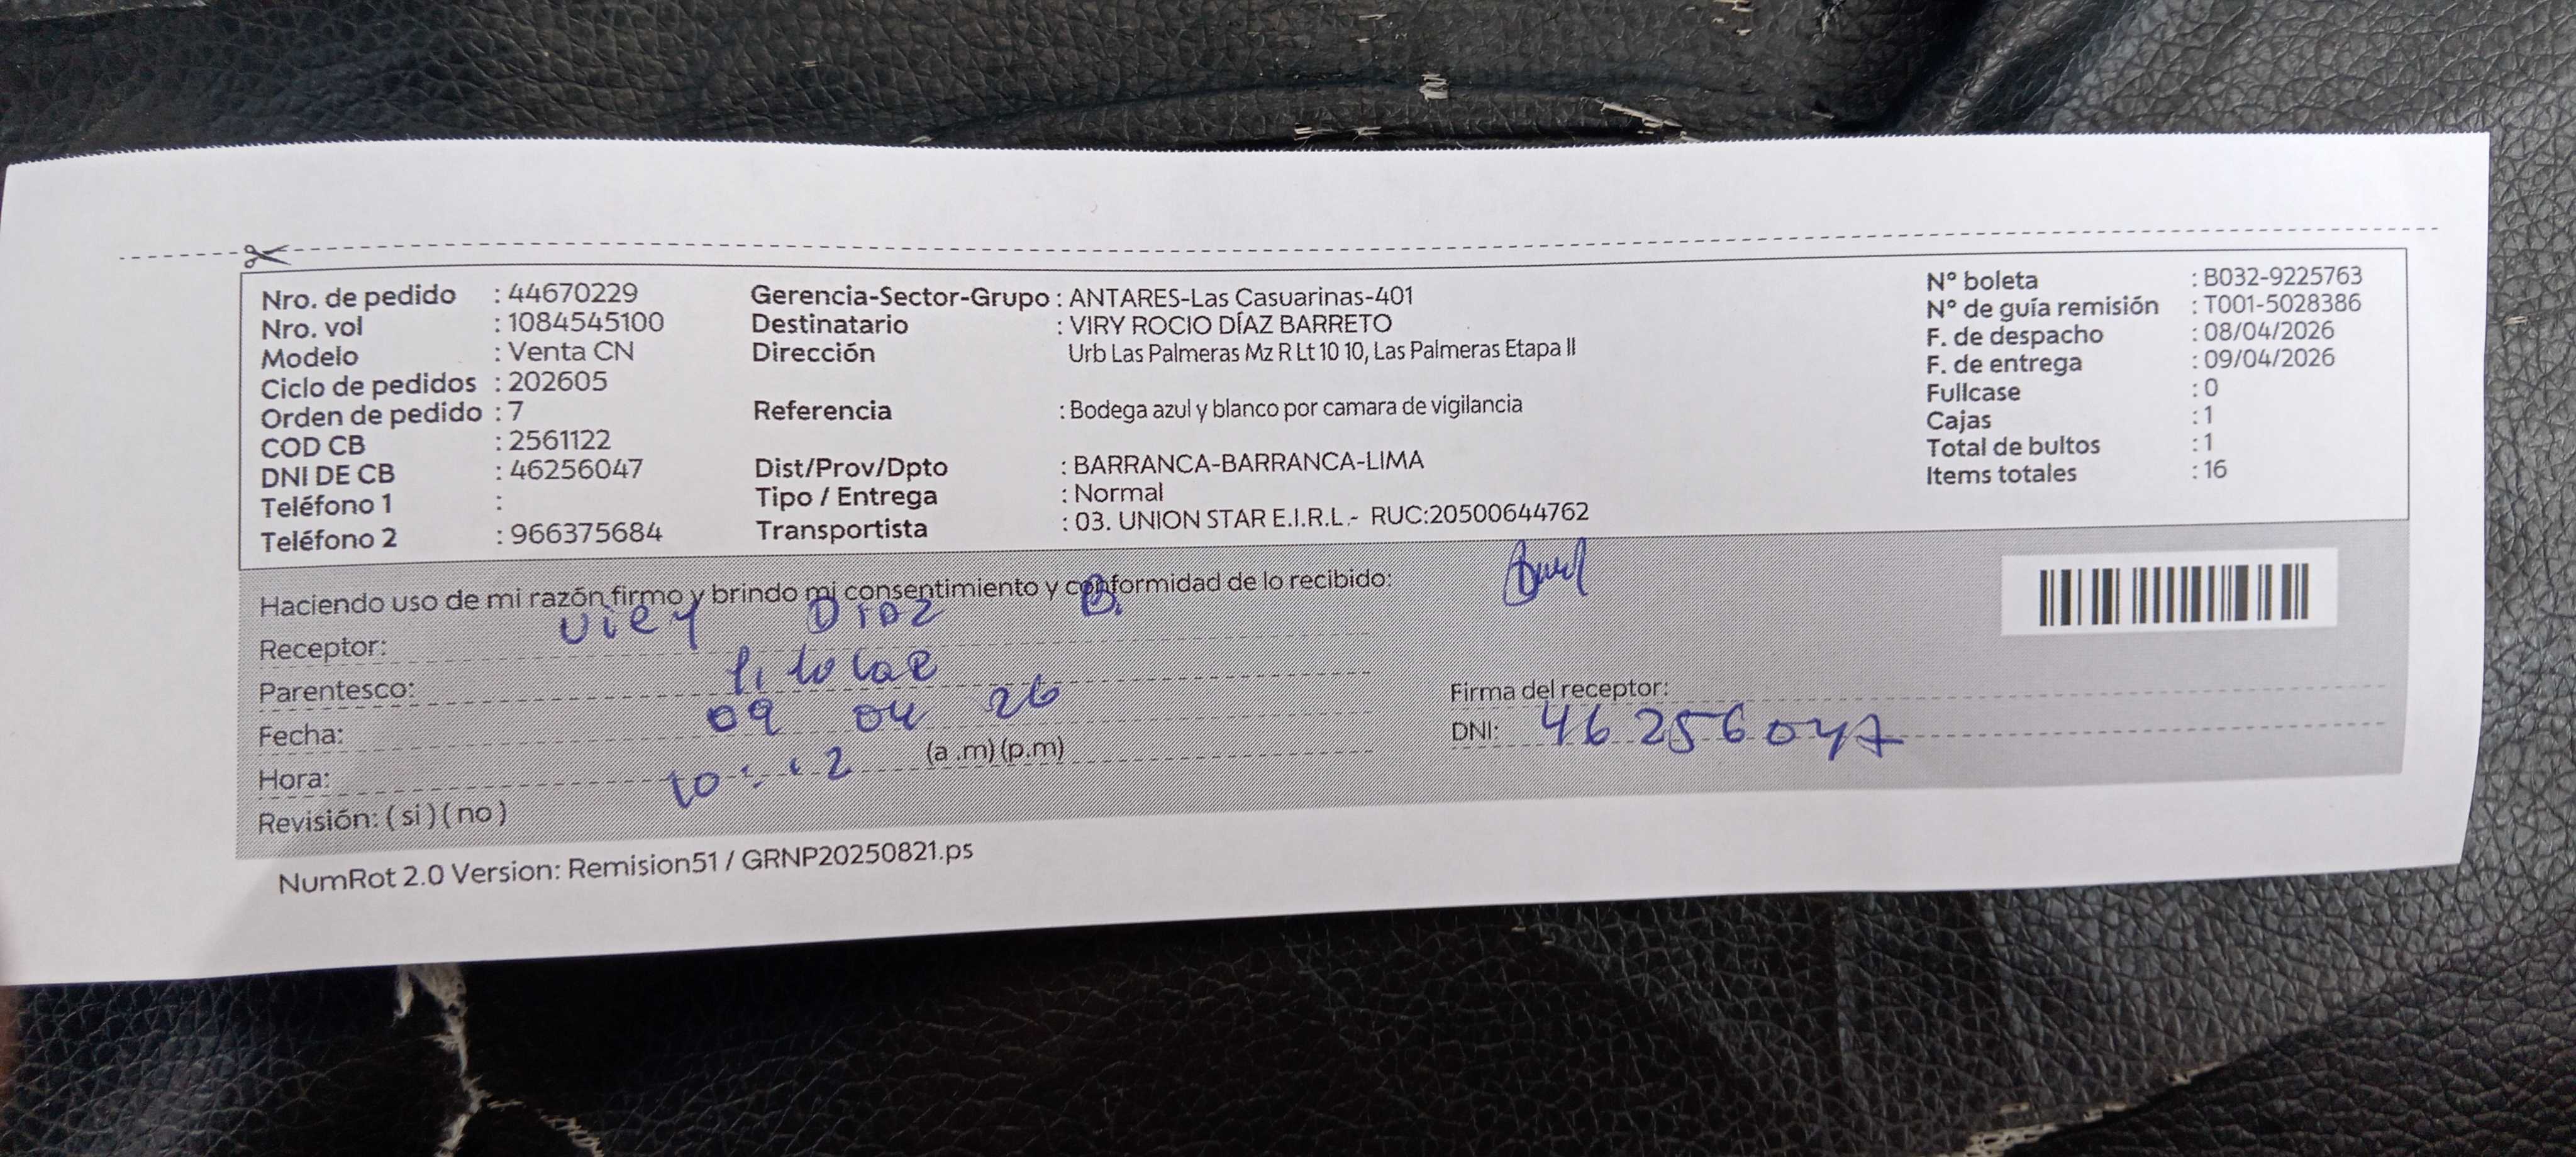 Nro. de pedido : 44670229
Nro. vol : 1084545100
Modelo : Venta CN
Ciclo de pedidos : 202605
Orden de pedido : 7
COD CB : 2561122
DNI DE CB : 46256047
Teléfono 1 :
Teléfono 2 : 966375684
Gerencia-Sector-Grupo : ANTARES-Las Casuarinas-401
Destinatario : VIRY ROCIO DÍAZ BARRETO
Dirección Urb Las Palmeras Mz R Lt 10 10, Las Palmeras Etapa II
Referencia : Bodega azul y blanco por camara de vigilancia
Dist/Prov/Dpto : BARRANCA-BARRANCA-LIMA
Tipo / Entrega : Normal
Transportista : 03. UNION STAR E.I.R.L.- RUC:20500644762
N° boleta : B032-9225763
N° de guía remisión : T001-5028386
F. de despacho : 08/04/2026
F. de entrega : 09/04/2026
Fullcase : 0
Cajas : 1
Total de bultos : 1
Items totales : 16
Haciendo uso de mi razón firmo y brindo mi consentimiento y conformidad de lo recibido:
Receptor: Viry Diaz B.
Parentesco: Titular
Fecha: 09 04 26
Hora: (a .m) (p.m)
Revisión: ( si ) ( no )
Firma del receptor:
DNI: 46256047
NumRot 2.0 Version: Remision51 / GRNP20250821.ps